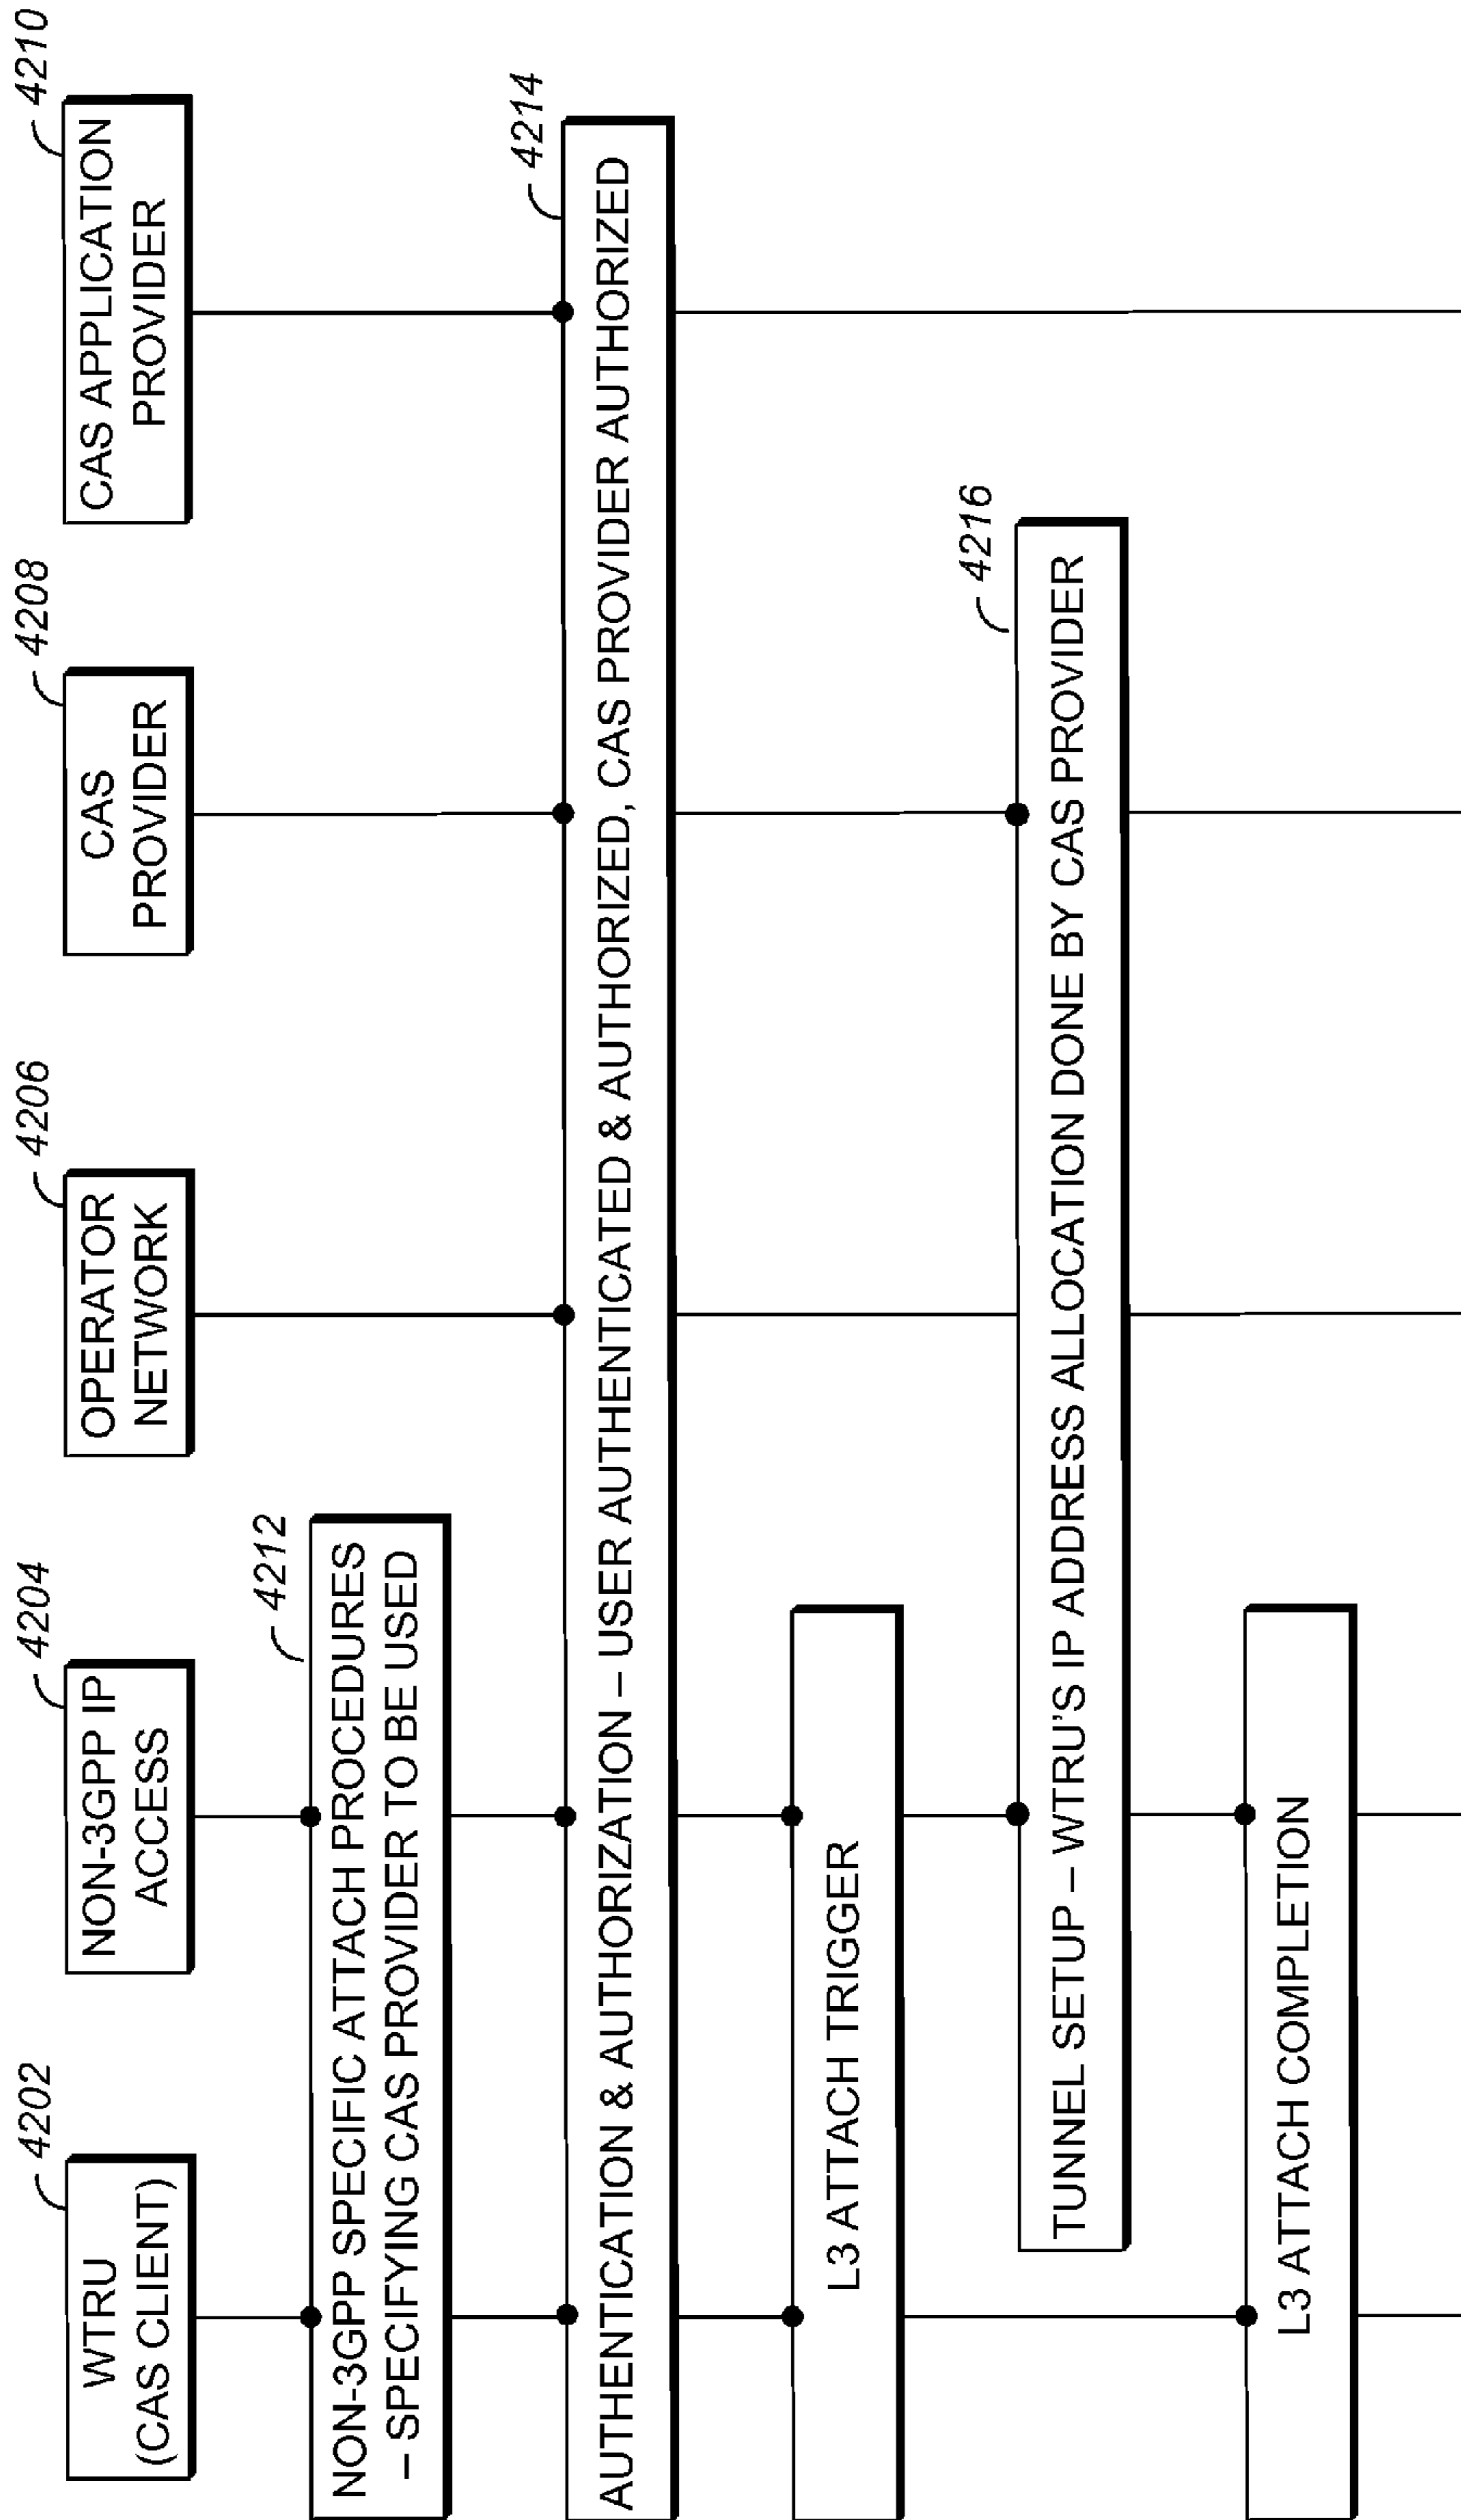 4202
WTRU
(CAS CLIENT)
4204
NON-3GPP IP
ACCESS
4206
OPERATOR
NETWORK
4208
CAS
PROVIDER
4210
CAS APPLICATION
PROVIDER
4212
NON-3GPP SPECIFIC ATTACH PROCEDURES
– SPECIFYING CAS PROVIDER TO BE USED
4214
AUTHENTICATION & AUTHORIZATION – USER AUTHENTICATED & AUTHORIZED, CAS PROVIDER AUTHORIZED
L3 ATTACH TRIGGER
4216
TUNNEL SETUP – WTRU'S IP ADDRESS ALLOCATION DONE BY CAS PROVIDER
L3 ATTACH COMPLETION